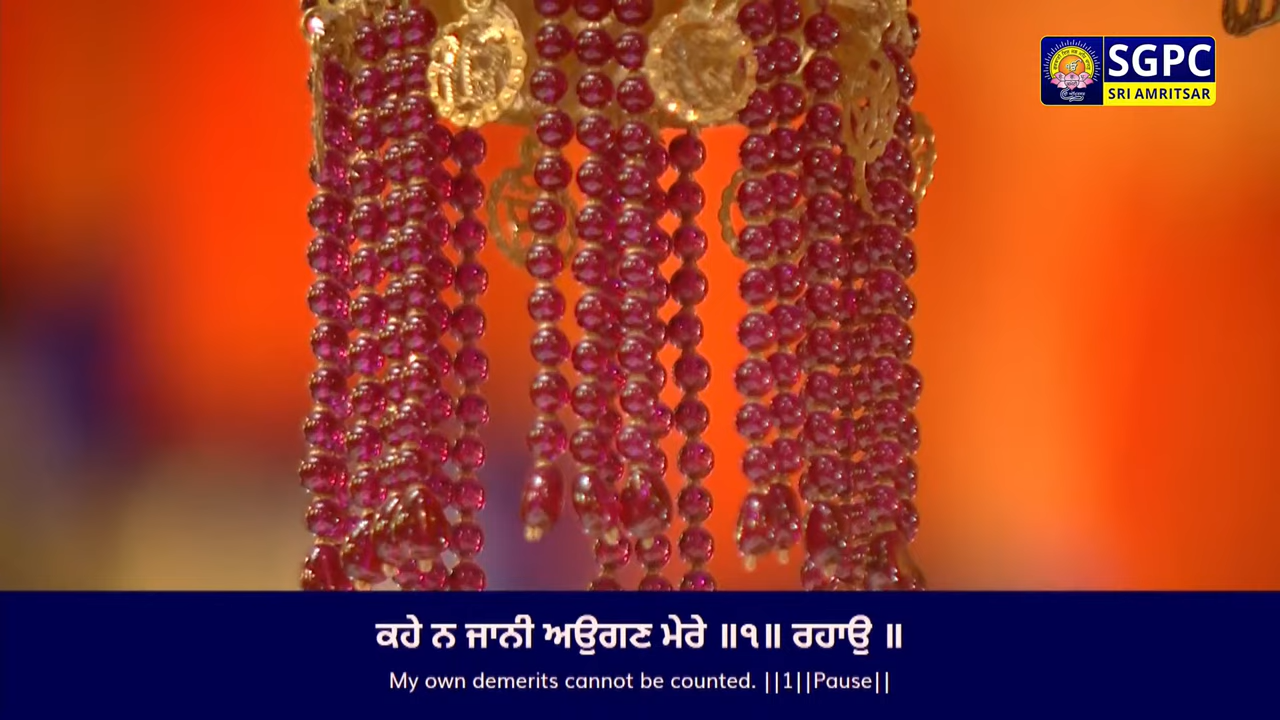 SGPC
SRI AMRITSAR
ਕਹੇ ਨ ਜਾਨੀ ਅਉਗਣ ਮੇਰੇ ॥੧॥ ਰਹਾਉ ॥
My own demerits cannot be counted. ||1||Pause||